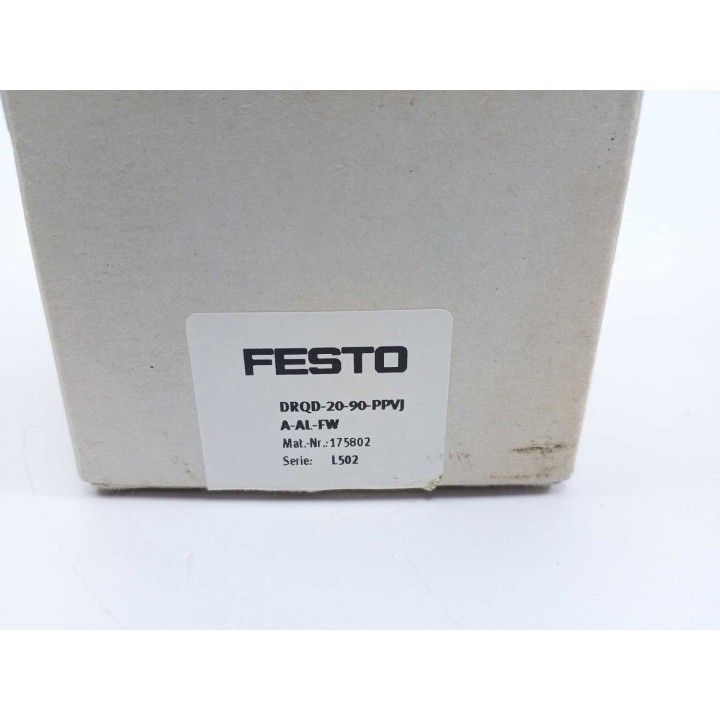 FESTO
DRQD-20-90-PPVJ
A-AL-FW
Mat.-Nr.:175802
Serie: L502